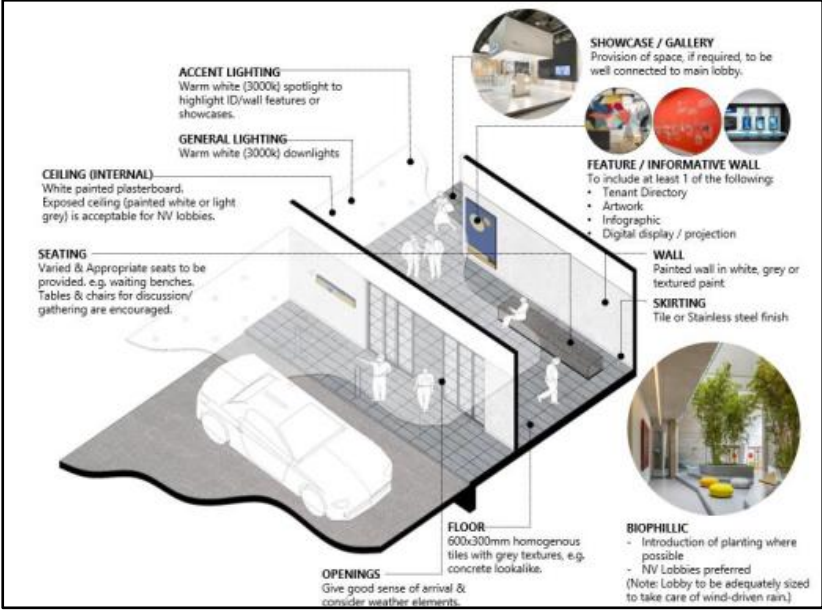 SHOWCASE / GALLERY
Provision of space, if required, to be
well connected to main lobby.
ACCENT LIGHTING
Warm white (3000k) spotlight to
highlight ID/wall features or
showcases.
GENERAL LIGHTING
Warm white (3000k) downlights
CEILING (INTERNAL)
White painted plasterboard.
Exposed ceiling (painted white or light
grey) is acceptable for NV lobbies.
SEATING
Varied & Appropriate seats to be
provided. e.g. waiting benches.
Tables & chairs for discussion/
gathering are encouraged.
FEATURE / INFORMATIVE WALL
To include at least 1 of the following:
• Tenant Directory
• Artwork
• Infographic
• Digital display / projection
WALL
Painted wall in white, grey or
textured paint
SKIRTING
Tile or Stainless steel finish
FLOOR
600x300mm homogenous
tiles with grey textures, e.g.
concrete lookalike.
OPENINGS
Give good sense of arrival &
consider weather elements.
BIOPHILLIC
- Introduction of planting where
possible
- NV Lobbies preferred
(Note: Lobby to be adequately sized
to take care of wind-driven rain.)